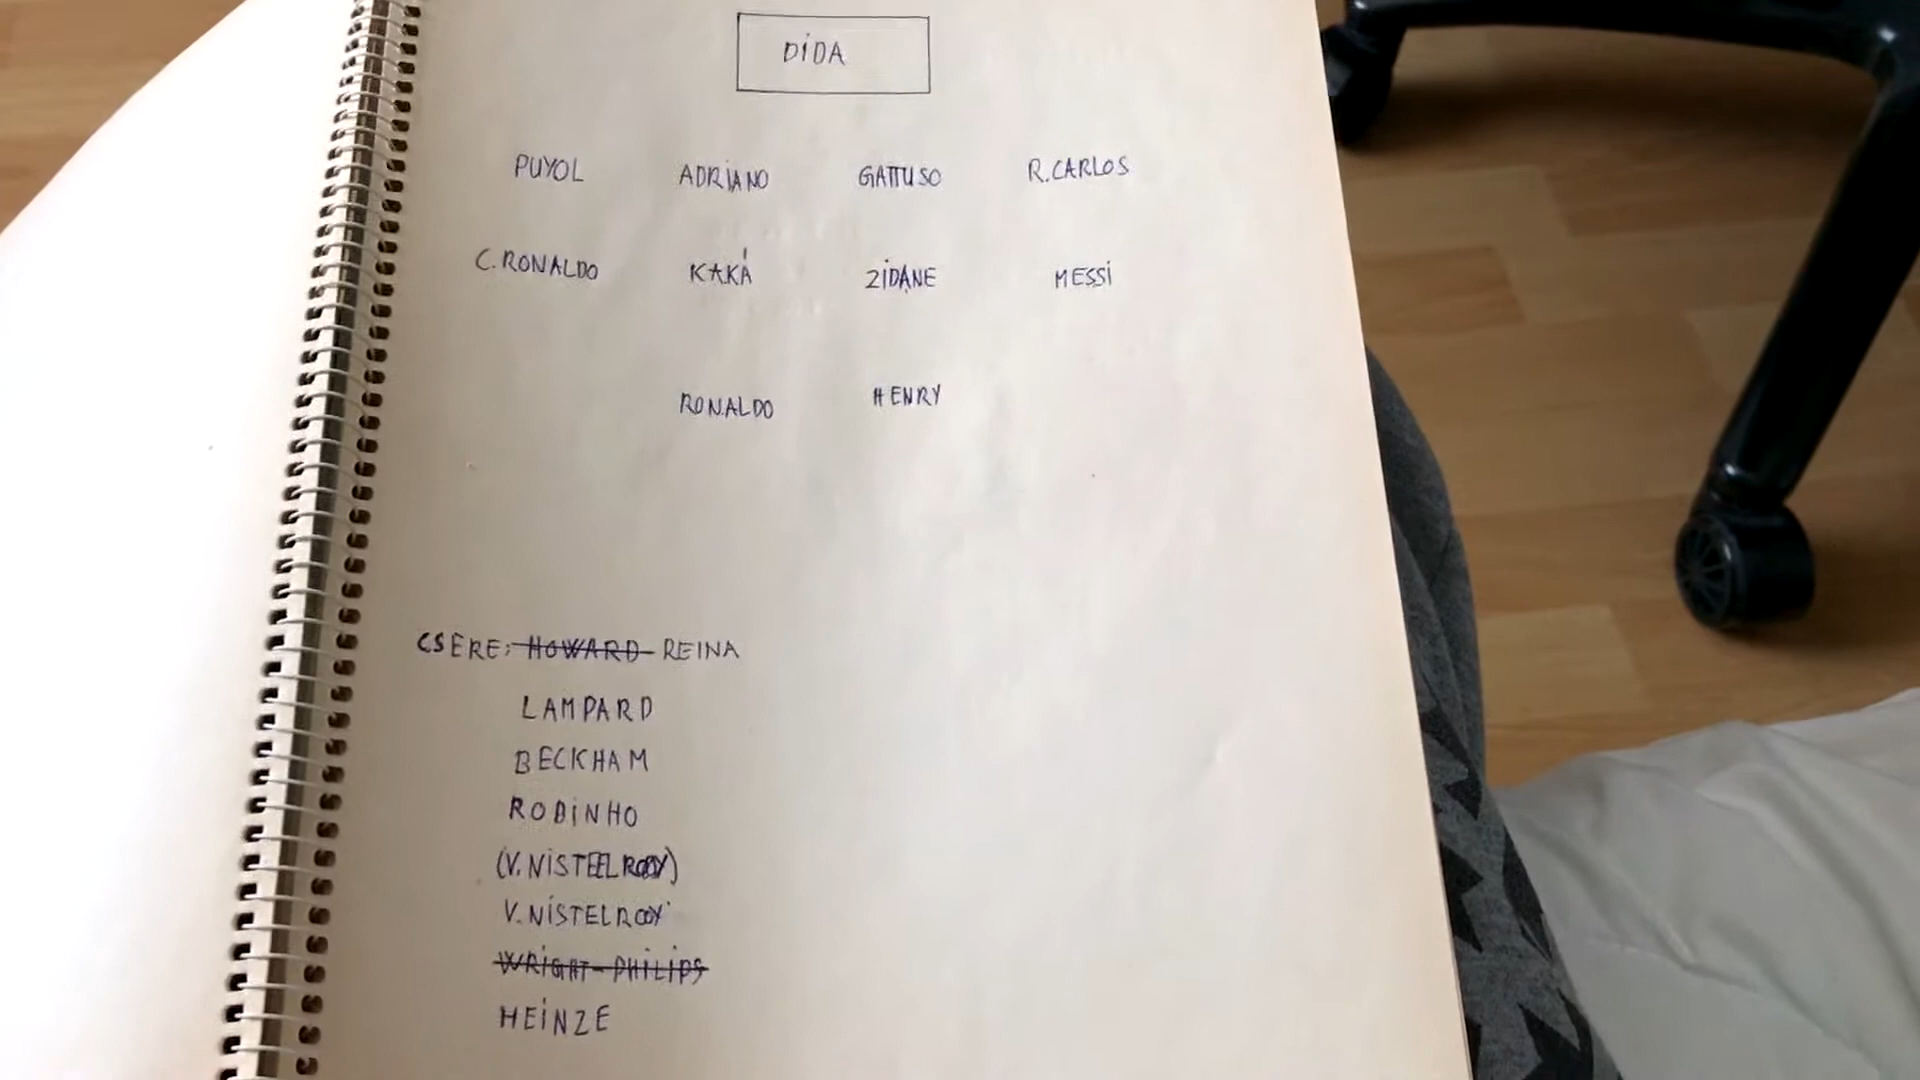 DIDA
PUYOL ADRIANO GATTUSO R.CARLOS
C.RONALDO KAKÁ ZIDANE MESSI
RONALDO HENRY
CSERE: HOWARD REINA
LAMPARD
BECKHAM
ROBINHO
(V. NISTEELROOY)
V. NISTELROOY
WRIGHT-PHILIPS
HEINZE